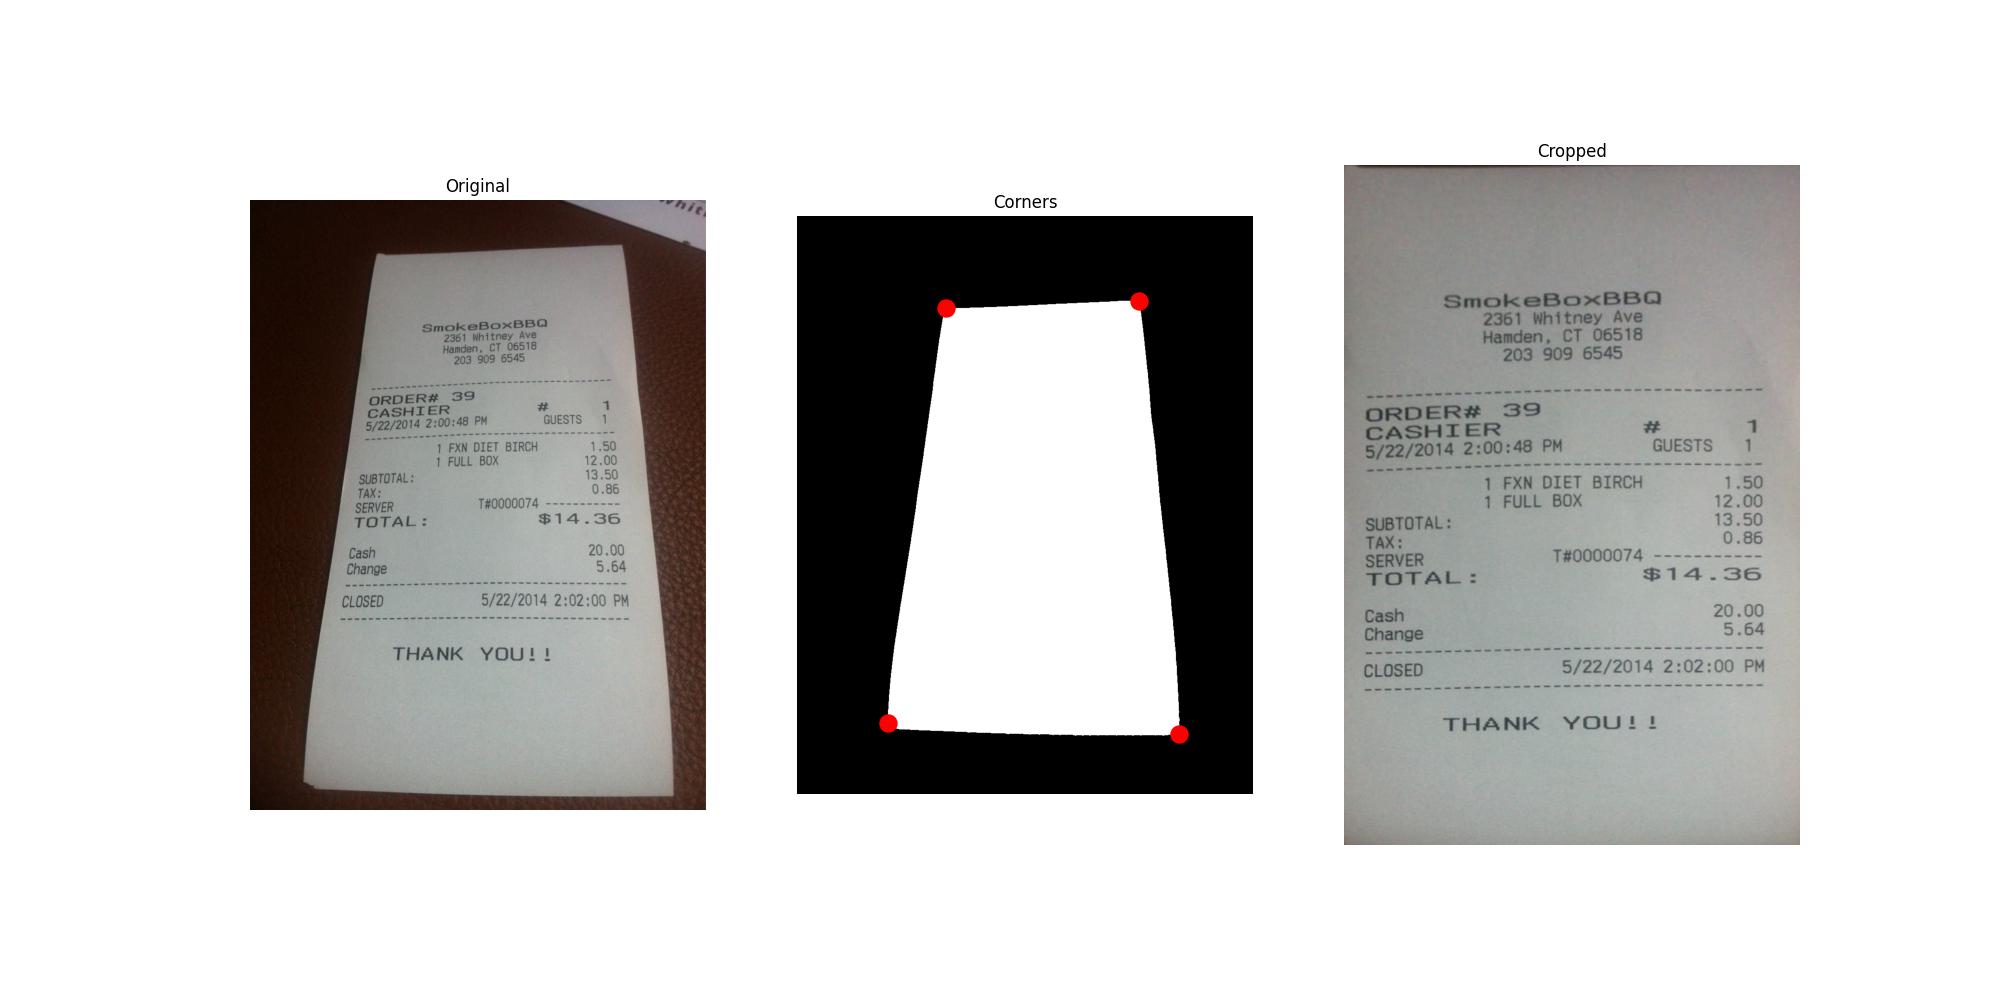 Original
Whit
SmokeBoxBBQ
2361 Whitney Ave
Hamden, CT 06518
203 909 6545
ORDER# 39
CASHIER # 1
5/22/2014 2:00:48 PM GUESTS 1
1 FXN DIET BIRCH 1.50
1 FULL BOX 12.00
SUBTOTAL: 13.50
TAX: 0.86
SERVER T#0000074 -----------
TOTAL: $14.36
Cash 20.00
Change 5.64
CLOSED 5/22/2014 2:02:00 PM
THANK YOU!!
Corners
Cropped
SmokeBoxBBQ
2361 Whitney Ave
Hamden, CT 06518
203 909 6545
ORDER# 39
CASHIER # 1
5/22/2014 2:00:48 PM GUESTS 1
1 FXN DIET BIRCH 1.50
1 FULL BOX 12.00
SUBTOTAL: 13.50
TAX: 0.86
SERVER T#0000074 -----------
TOTAL: $14.36
Cash 20.00
Change 5.64
CLOSED 5/22/2014 2:02:00 PM
THANK YOU!!